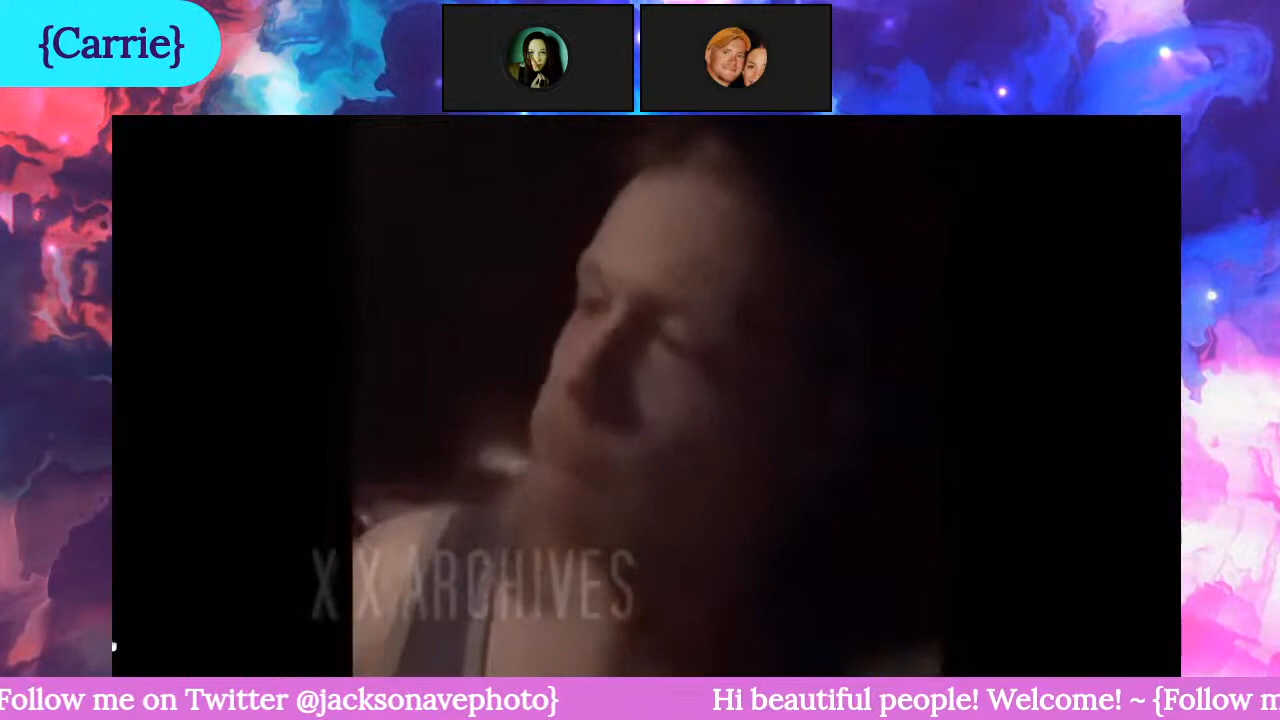 {Carrie}
X X ARCHIVES
Follow me on Twitter @jacksonavephoto} Hi beautiful people! Welcome! ~ {Follow m